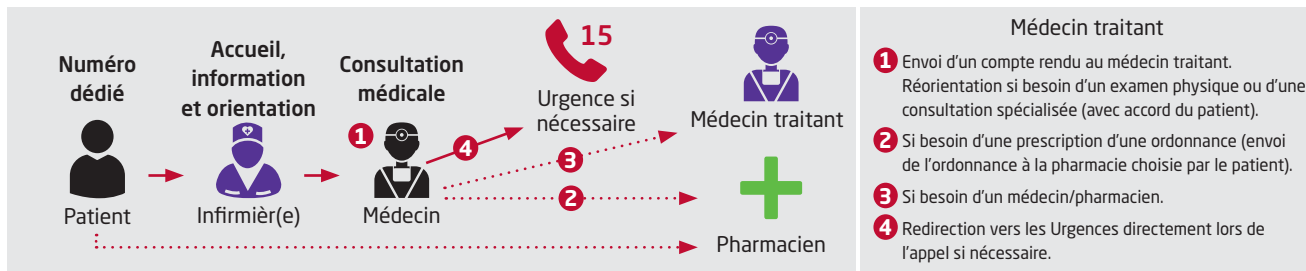 Numéro
dédié
Patient
Accueil,
information
et orientation
Infirmièr(e)
Consultation
médicale
1
Médecin
4
3
2
15
Urgence si
nécessaire
Médecin traitant
Pharmacien
Médecin traitant
1 Envoi d'un compte rendu au médecin traitant.
Réorientation si besoin d'un examen physique ou d'une
consultation spécialisée (avec accord du patient).
2 Si besoin d'une prescription d'une ordonnance (envoi
de l'ordonnance à la pharmacie choisie par le patient).
3 Si besoin d'un médecin/pharmacien.
4 Redirection vers les Urgences directement lors de
l'appel si nécessaire.